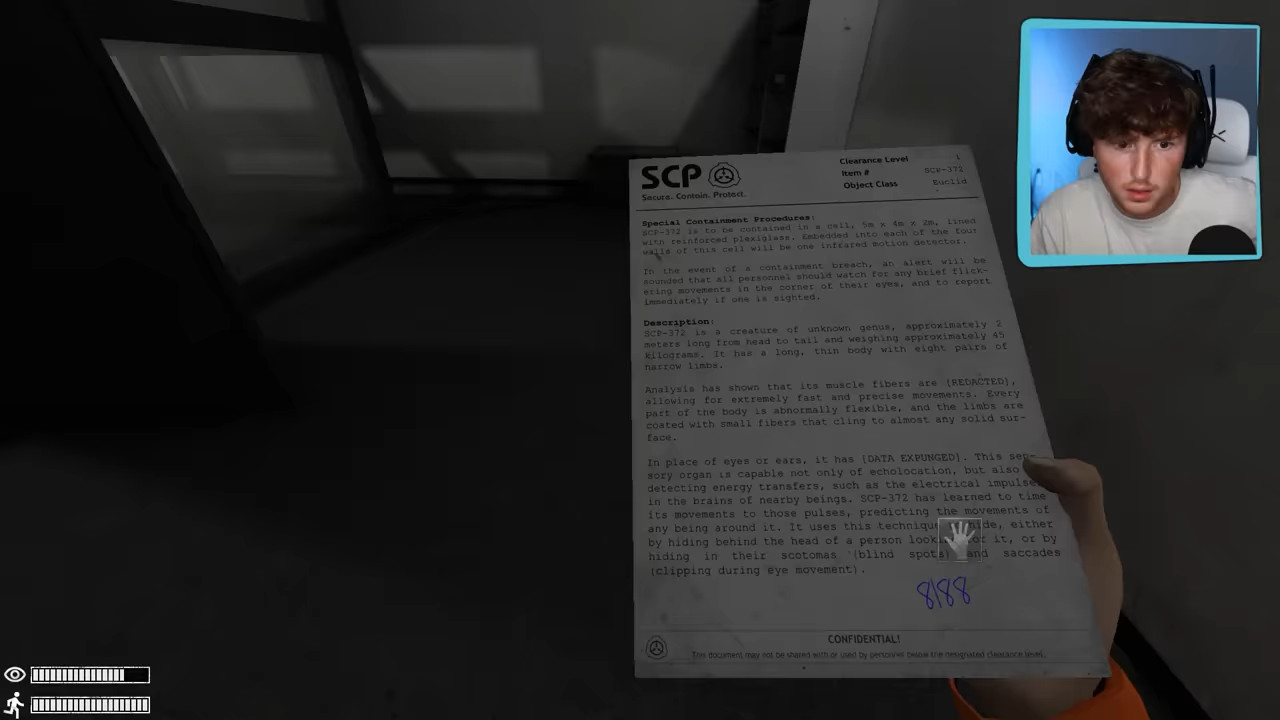 SCP
Secure. Contain. Protect.
Clearance Level 1
Item # SCP-372
Object Class Euclid
Special Containment Procedures:
SCP-372 is to be contained in a cell, 5m x 4m x 2m, lined
with reinforced plexiglass. Embedded into each of the four
walls of this cell will be one infrared motion detector.
In the event of a containment breach, an alert will be
sounded that all personnel should watch for any brief flick-
ering movements in the corner of their eyes, and to report
immediately if one is sighted.
Description:
SCP-372 is a creature of unknown genus, approximately 2
meters long from head to tail and weighing approximately 45
kilograms. It has a long, thin body with eight pairs of
narrow limbs.
Analysis has shown that its muscle fibers are [REDACTED],
allowing for extremely fast and precise movements. Every
part of the body is abnormally flexible, and the limbs are
coated with small fibers that cling to almost any solid sur-
face.
In place of eyes or ears, it has [DATA EXPUNGED]. This sen-
sory organ is capable not only of echolocation, but also
detecting energy transfers, such as the electrical impulse
in the brains of nearby beings. SCP-372 has learned to time
its movements to those pulses, predicting the movements of
any being around it. It uses this technique hide, either
by hiding behind the head of a person looking for it, or by
hiding in their scotomas (blind spots) and saccades
(clipping during eye movement).
8188
CONFIDENTIAL!
This document may not be shared with or used by personnel below the designated clearance level.